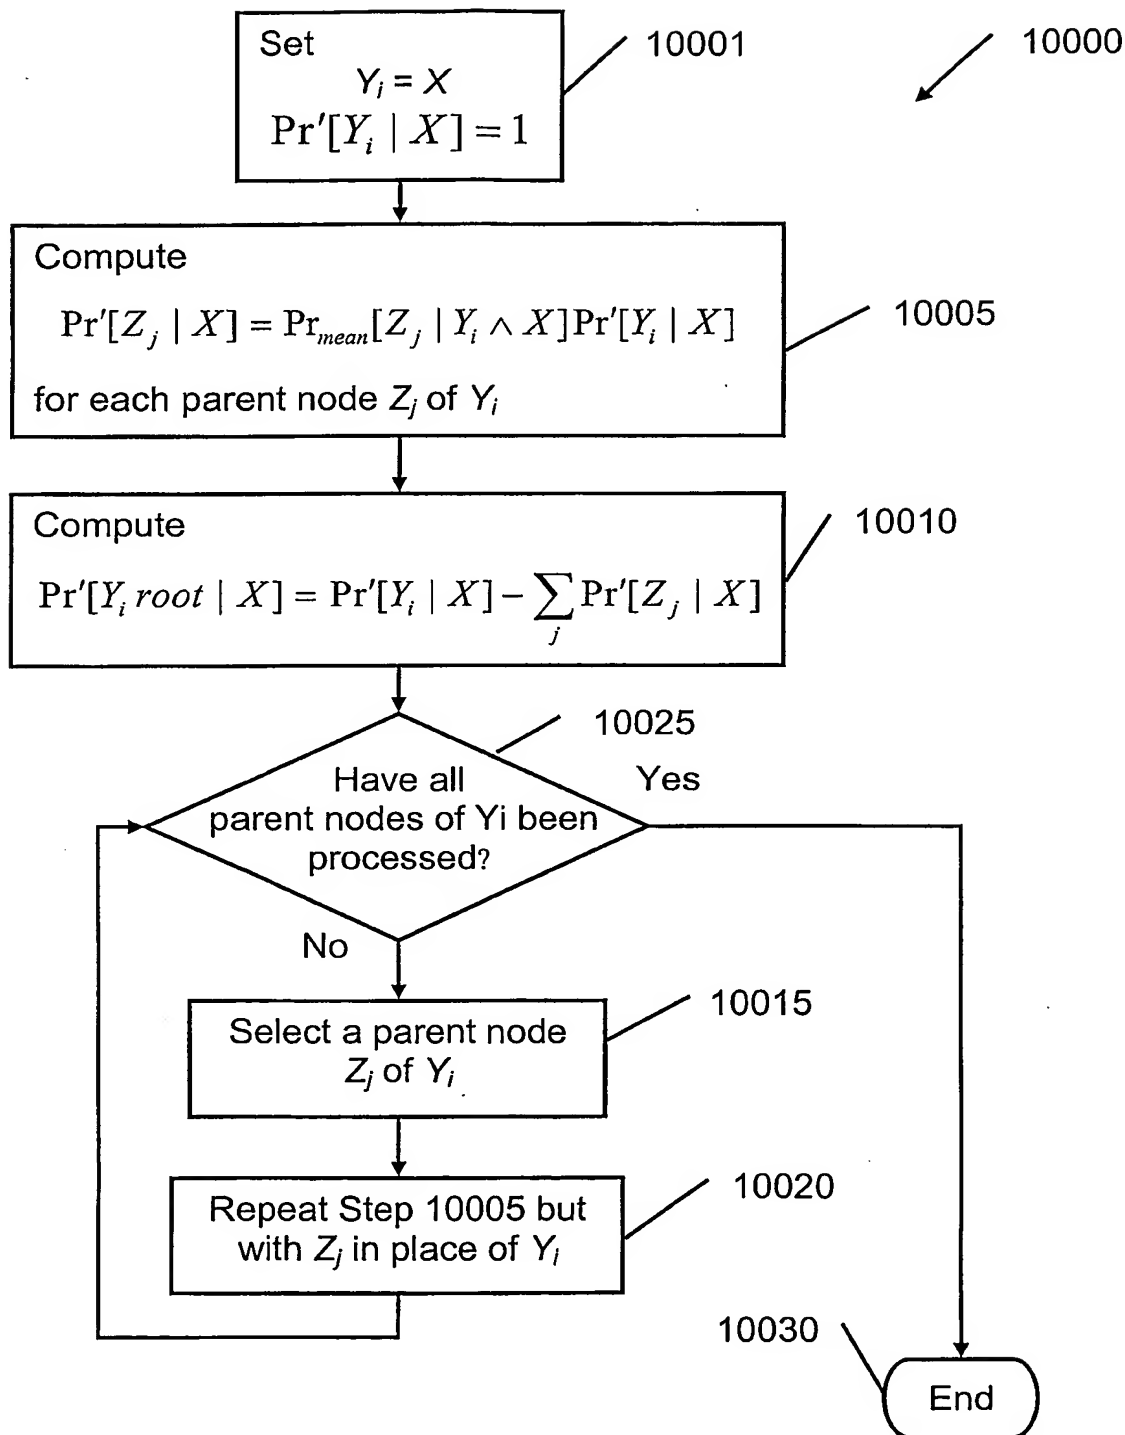 Set
Yᵢ = X
Pr′[Yᵢ | X] = 1
10001
10000
Compute
Pr′[Zⱼ | X] = Prₘₑₐₙ[Zⱼ | Yᵢ ∧ X]Pr′[Yᵢ | X]
for each parent node Zⱼ of Yᵢ
10005
Compute
Pr′[Yᵢ root | X] = Pr′[Yᵢ | X] − ∑ⱼ Pr′[Zⱼ | X]
10010
10025
Have all
parent nodes of Yi been
processed?
Yes
No
Select a parent node
Zⱼ of Yᵢ
10015
Repeat Step 10005 but
with Zⱼ in place of Yᵢ
10020
10030
End